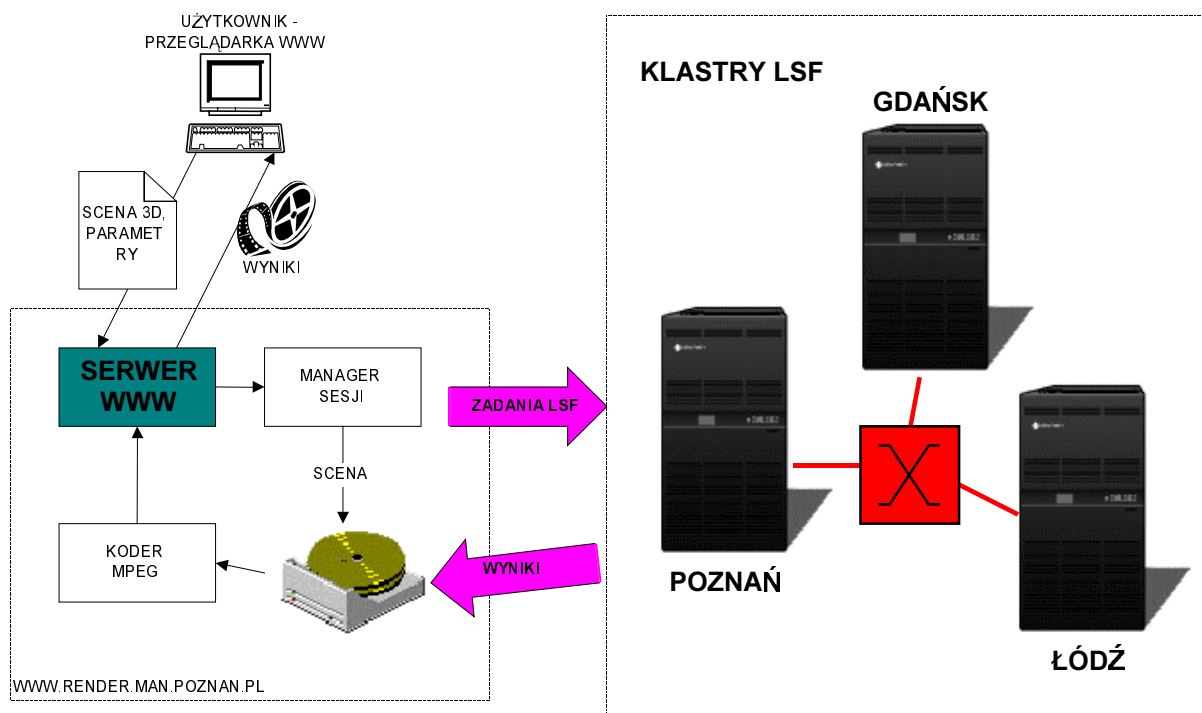 UŻYTKOWNIK -
PRZEGLĄDARKA WWW
SCENA 3D,
PARAMET
RY
WYNIKI
SERWER
WWW
MANAGER
SESJI
SCENA
KODER
MPEG
WWW.RENDER.MAN.POZNAN.PL
ZADANIA LSF
WYNIKI
KLASTRY LSF
GDAŃSK
POZNAŃ
ŁÓDŹ